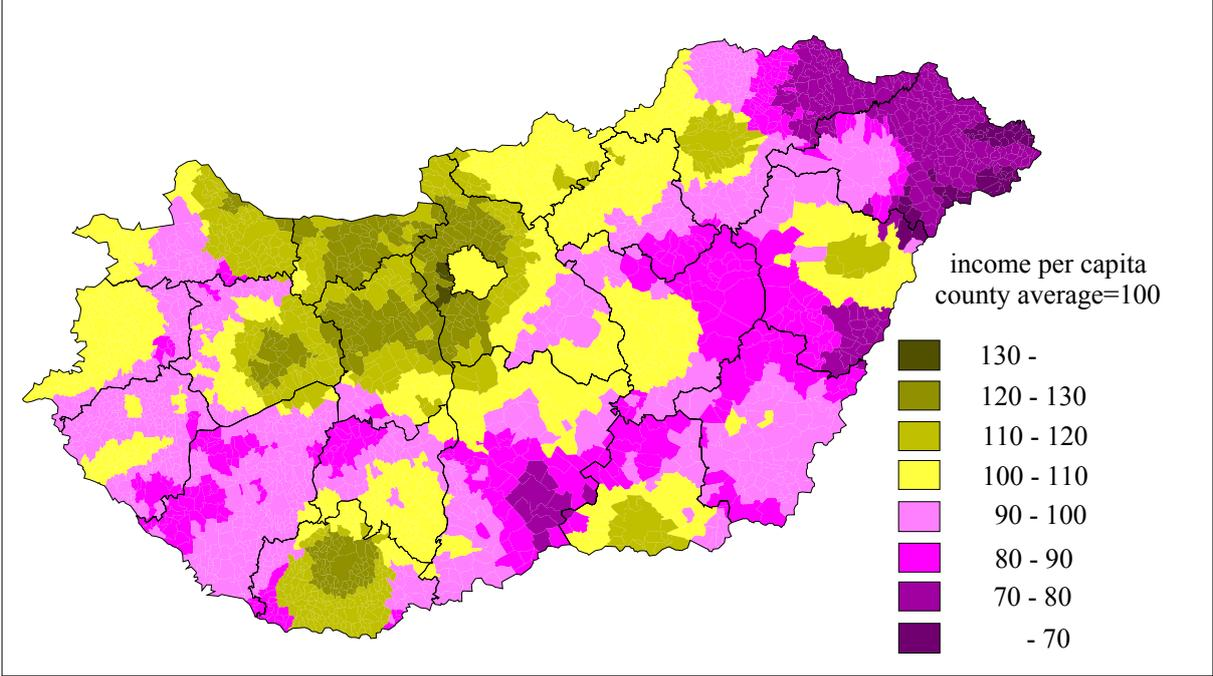 income per capita
county average=100
130 -
120 - 130
110 - 120
100 - 110
90 - 100
80 - 90
70 - 80
- 70